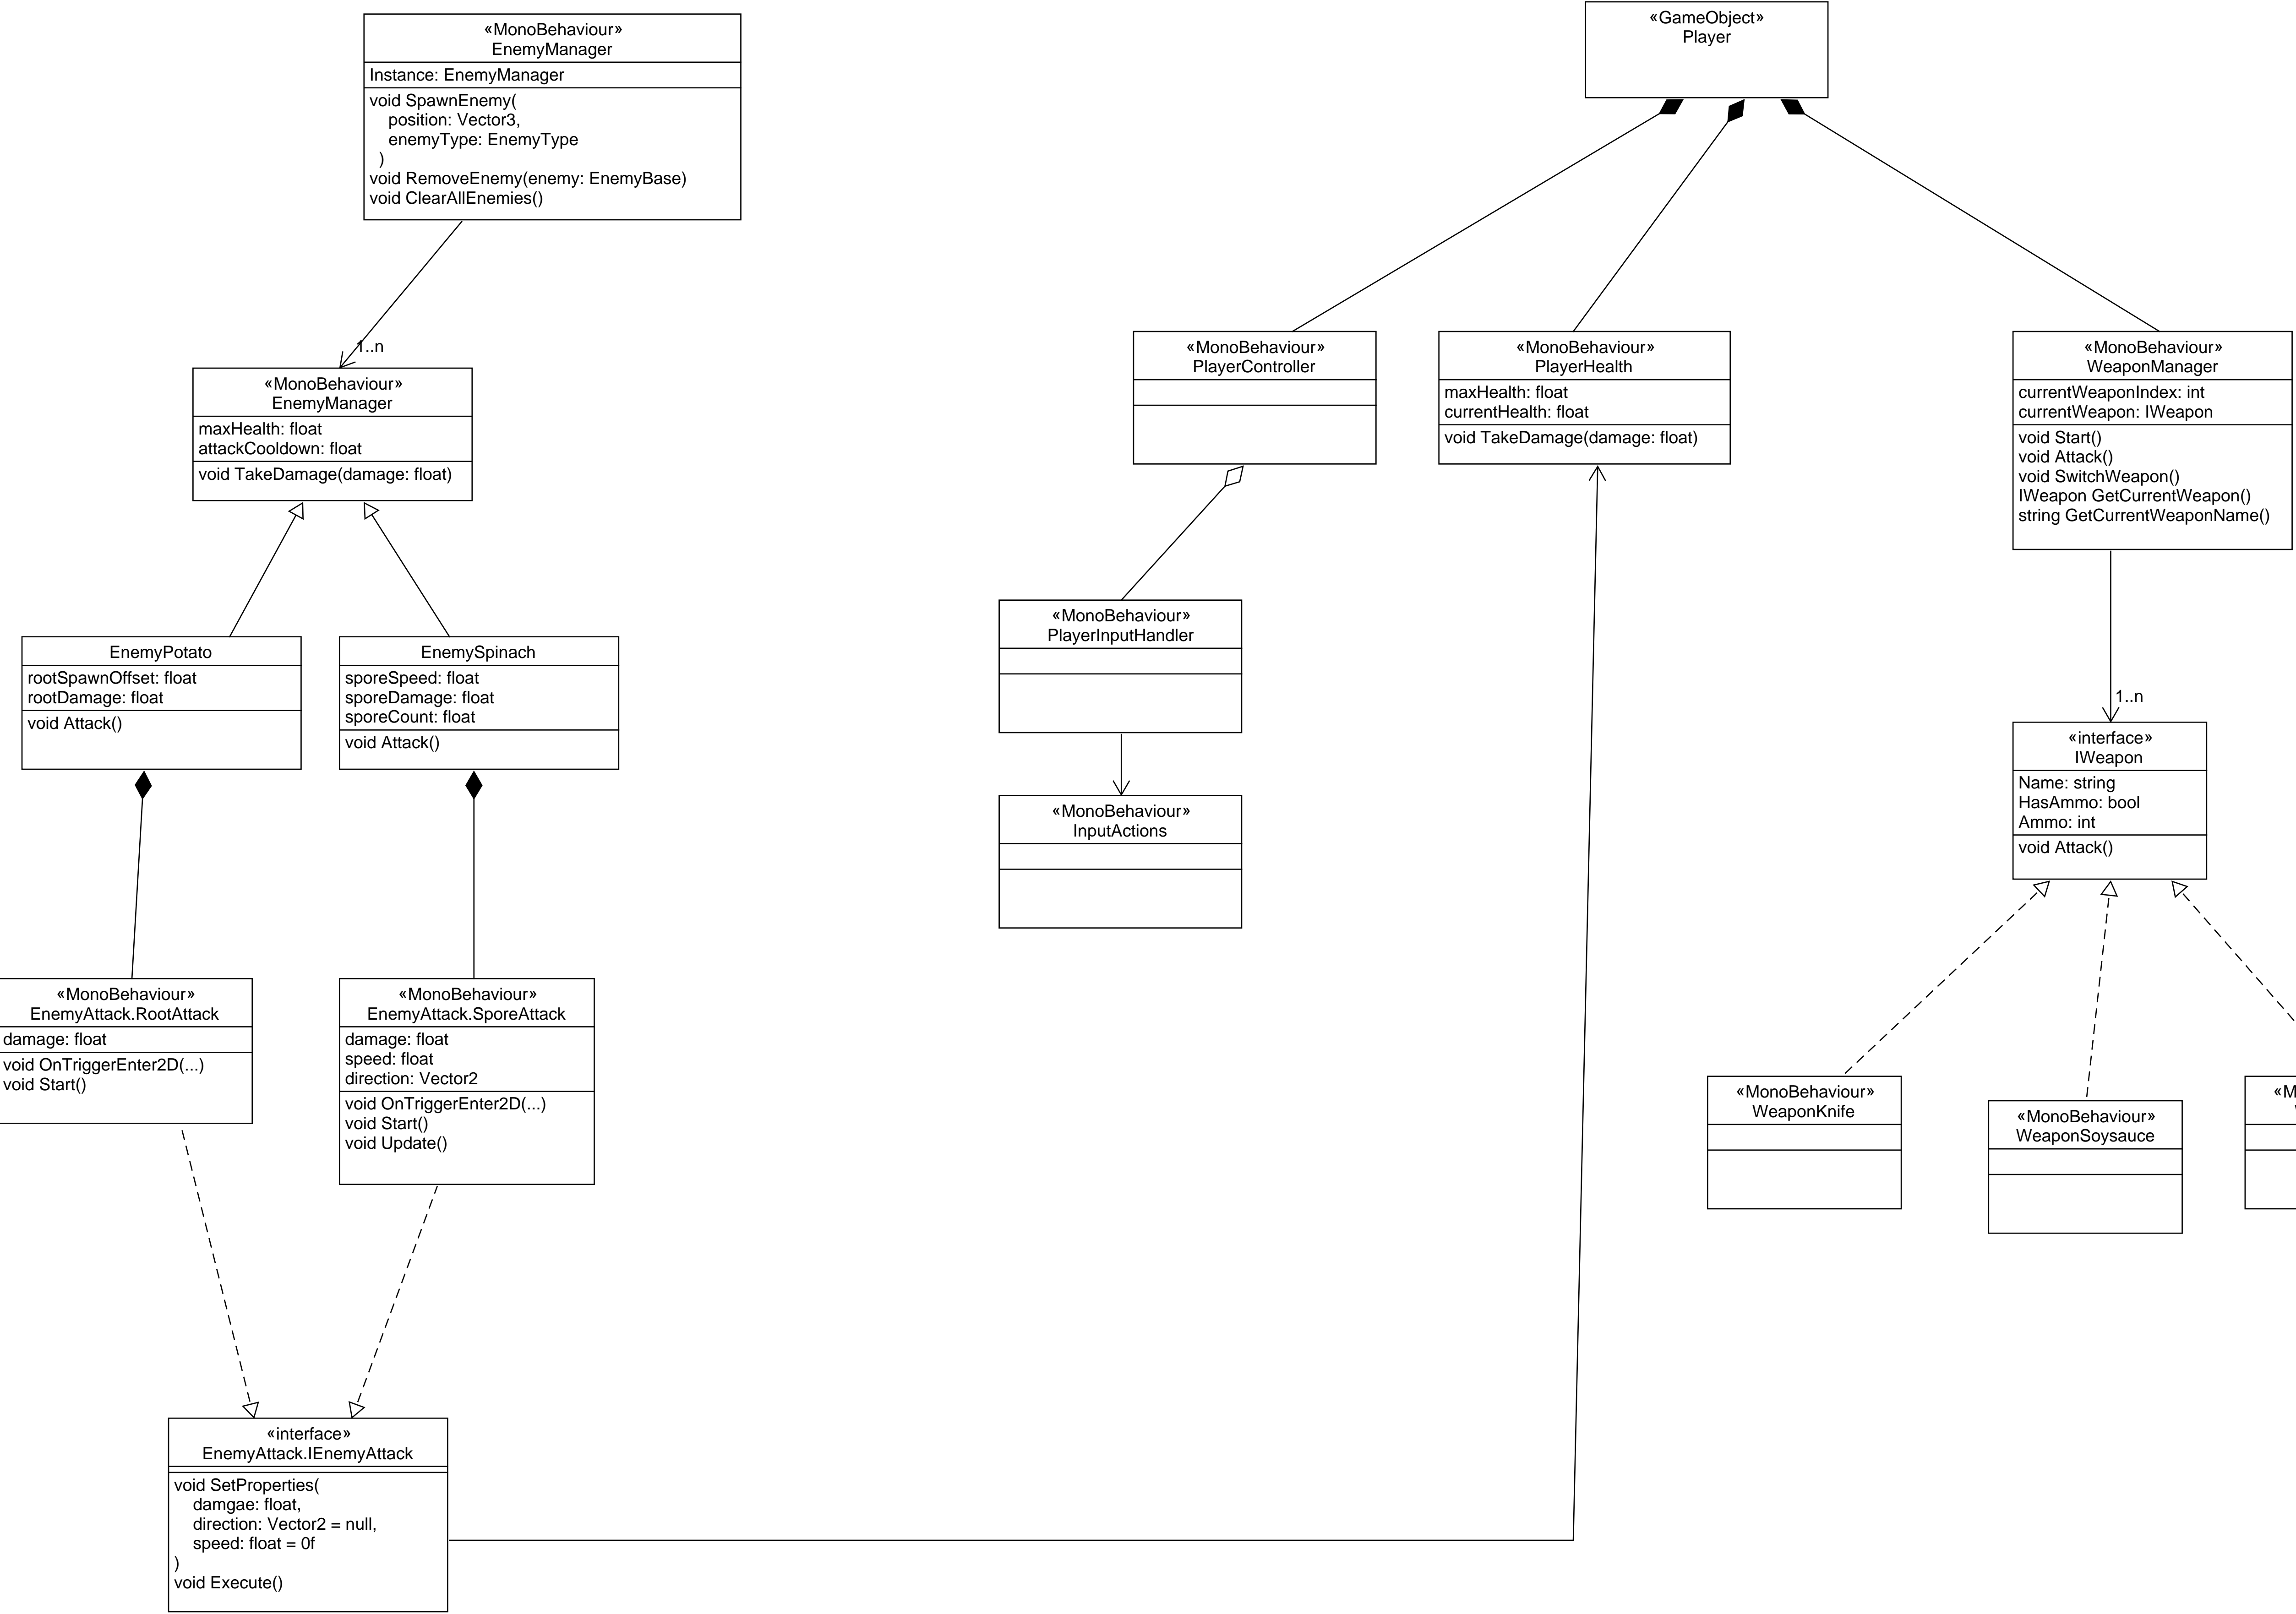 «MonoBehaviour»
EnemyManager
Instance: EnemyManager
void SpawnEnemy(
position: Vector3,
enemyType: EnemyType
)
void RemoveEnemy(enemy: EnemyBase)
void ClearAllEnemies()
1..n
«MonoBehaviour»
EnemyManager
maxHealth: float
attackCooldown: float
void TakeDamage(damage: float)
EnemyPotato
rootSpawnOffset: float
rootDamage: float
void Attack()
EnemySpinach
sporeSpeed: float
sporeDamage: float
sporeCount: float
void Attack()
«MonoBehaviour»
EnemyAttack.RootAttack
damage: float
void OnTriggerEnter2D(...)
void Start()
«MonoBehaviour»
EnemyAttack.SporeAttack
damage: float
speed: float
direction: Vector2
void OnTriggerEnter2D(...)
void Start()
void Update()
«interface»
EnemyAttack.IEnemyAttack
void SetProperties(
damgae: float,
direction: Vector2 = null,
speed: float = 0f
)
void Execute()
«GameObject»
Player
«MonoBehaviour»
PlayerController
«MonoBehaviour»
PlayerHealth
maxHealth: float
currentHealth: float
void TakeDamage(damage: float)
«MonoBehaviour»
WeaponManager
currentWeaponIndex: int
currentWeapon: IWeapon
void Start()
void Attack()
void SwitchWeapon()
IWeapon GetCurrentWeapon()
string GetCurrentWeaponName()
«MonoBehaviour»
PlayerInputHandler
«MonoBehaviour»
InputActions
1..n
«interface»
IWeapon
Name: string
HasAmmo: bool
Ammo: int
void Attack()
«MonoBehaviour»
WeaponKnife
«MonoBehaviour»
WeaponSoysauce